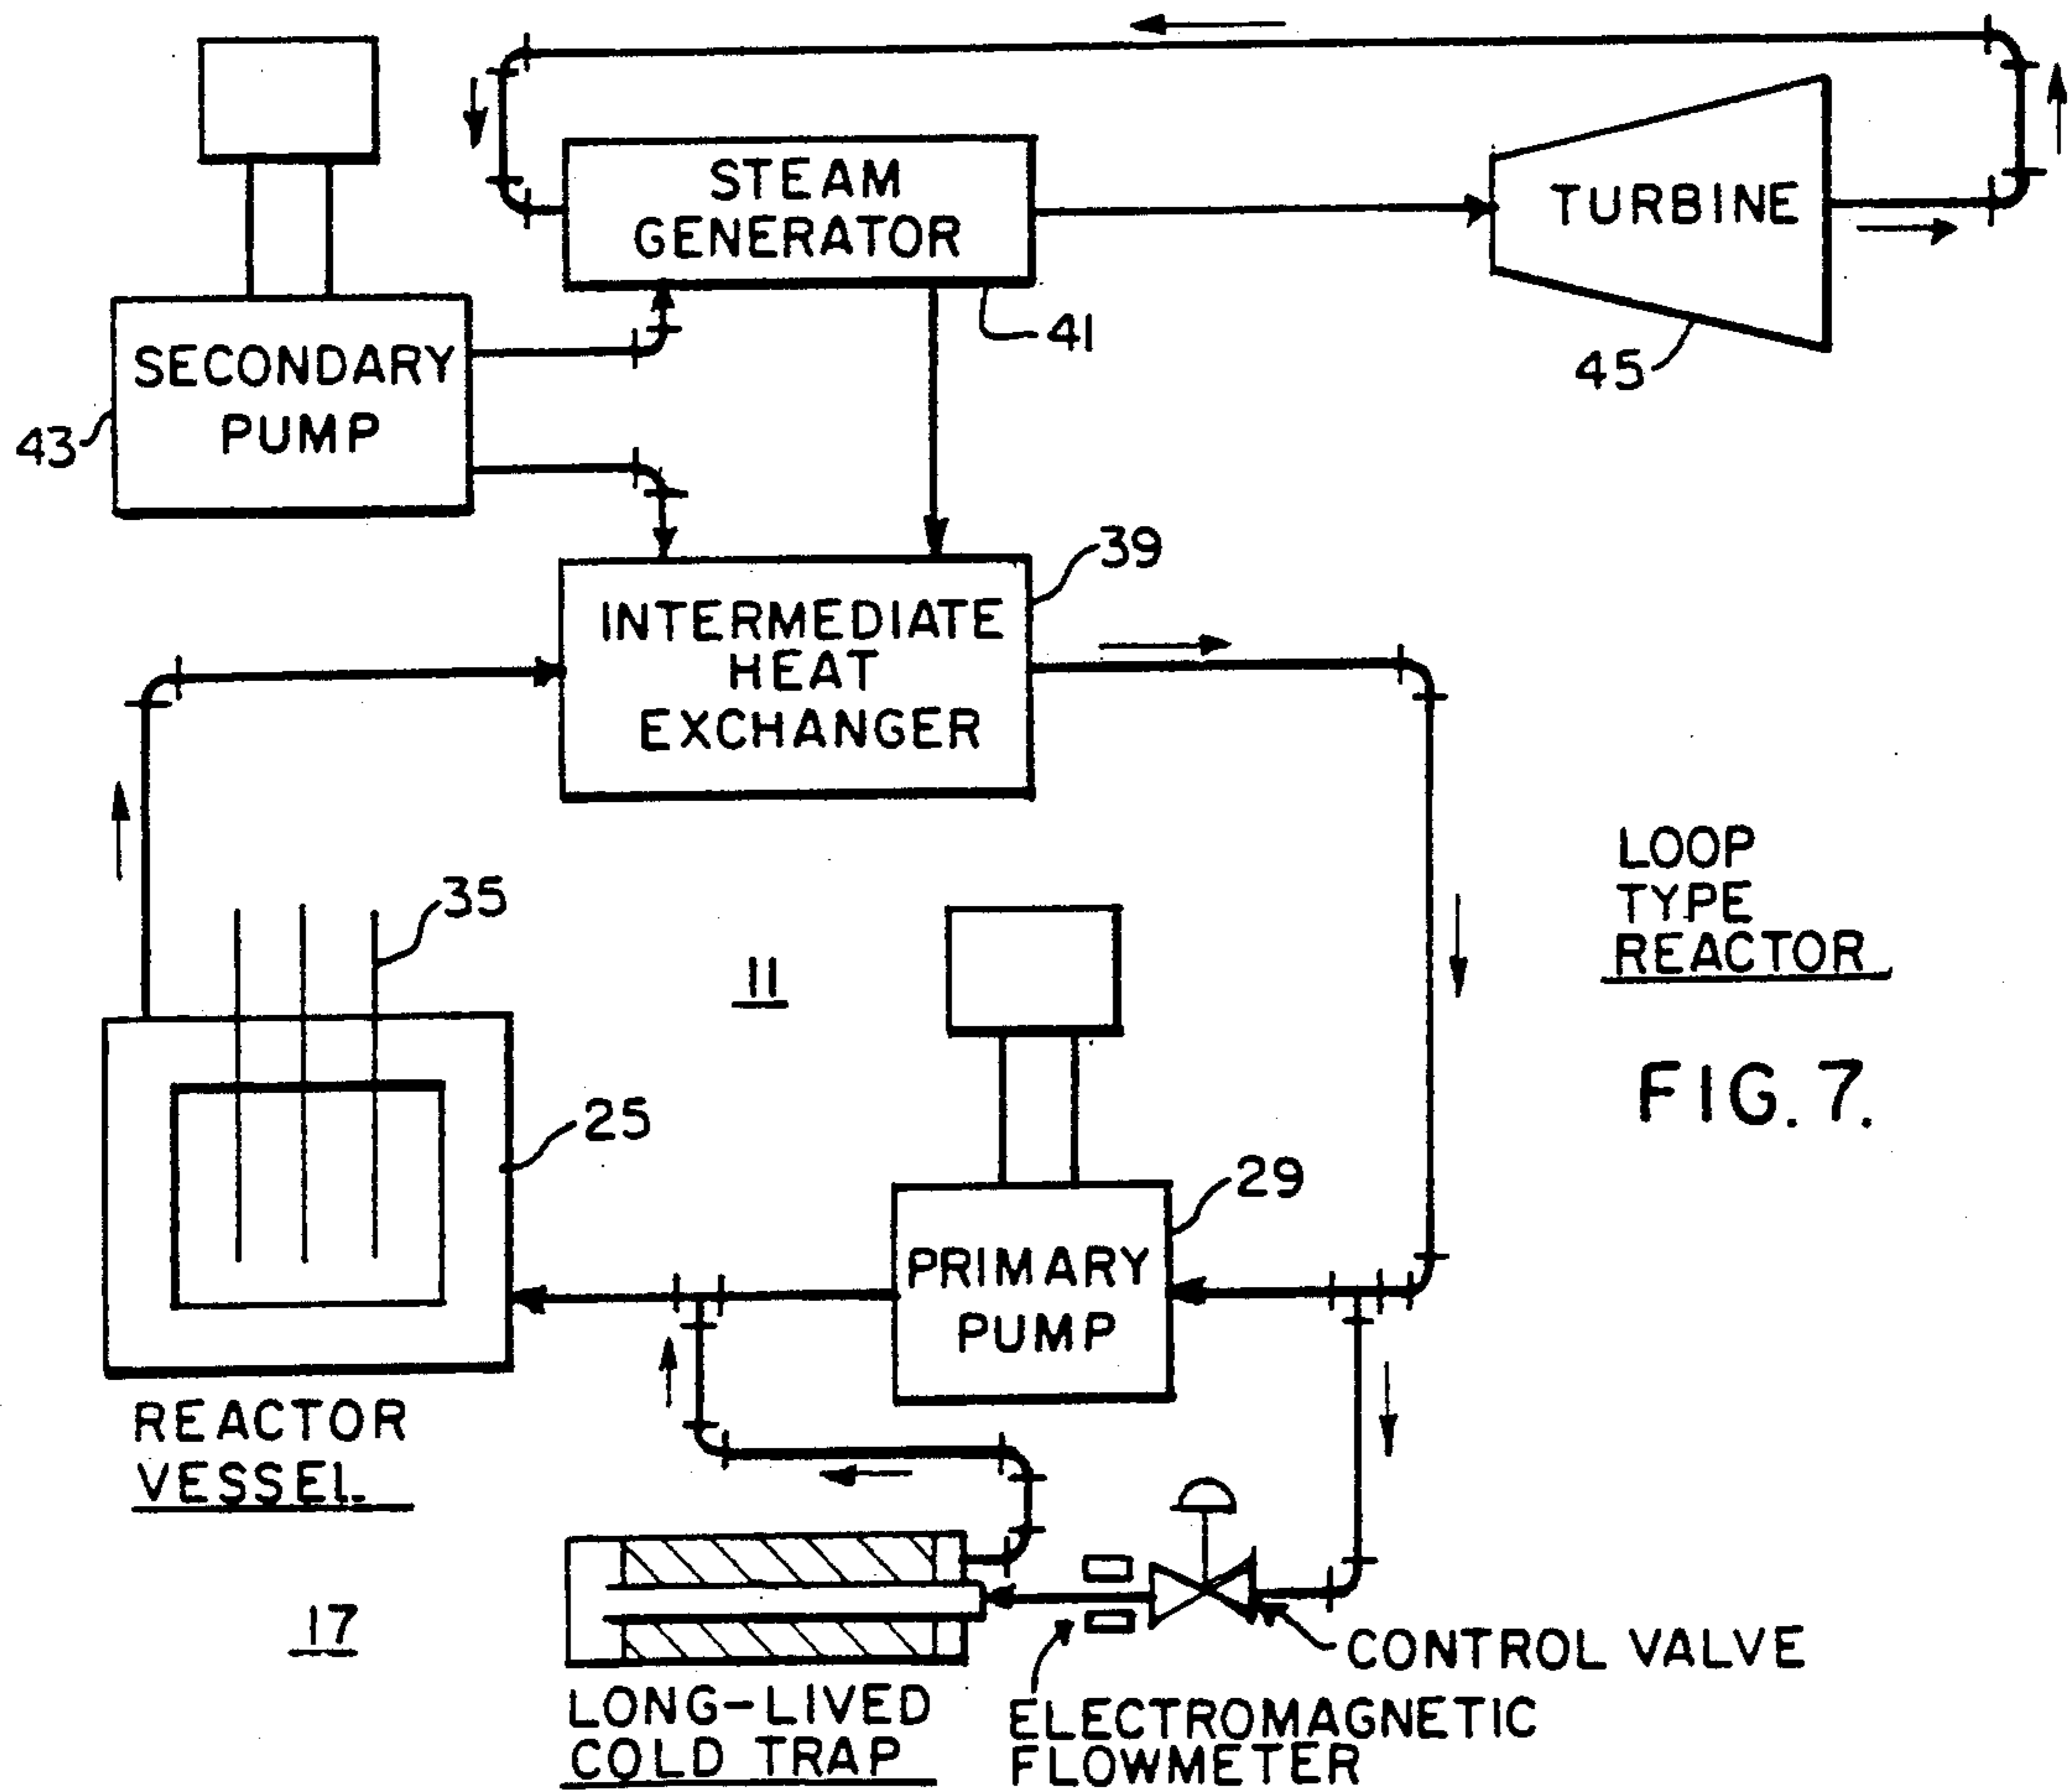 STEAM
GENERATOR
TURBINE
41
45
SECONDARY
PUMP
43
39
INTERMEDIATE
HEAT
EXCHANGER
LOOP
TYPE
REACTOR
35
11
FIG. 7.
25
29
PRIMARY
PUMP
REACTOR
VESSEL
17
CONTROL VALVE
LONG-LIVED
COLD TRAP
ELECTROMAGNETIC
FLOWMETER